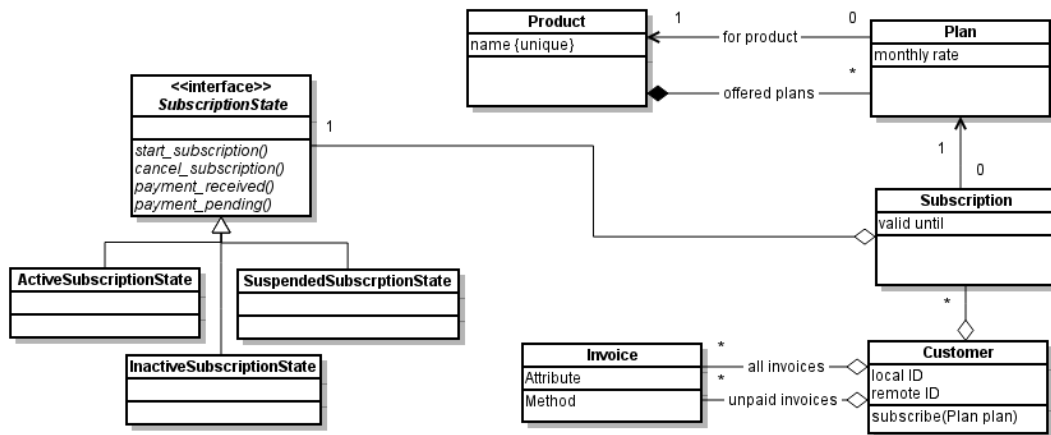 Product
name {unique}
1
for product
0
offered plans
*
Plan
monthly rate
<<interface>>
SubscriptionState
start_subscription()
cancel_subscription()
payment_received()
payment_pending()
1
1
0
Subscription
valid until
ActiveSubscriptionState
SuspendedSubscrptionState
InactiveSubscriptionState
*
Invoice
Attribute
Method
*
all invoices
*
unpaid invoices
Customer
local ID
remote ID
subscribe(Plan plan)